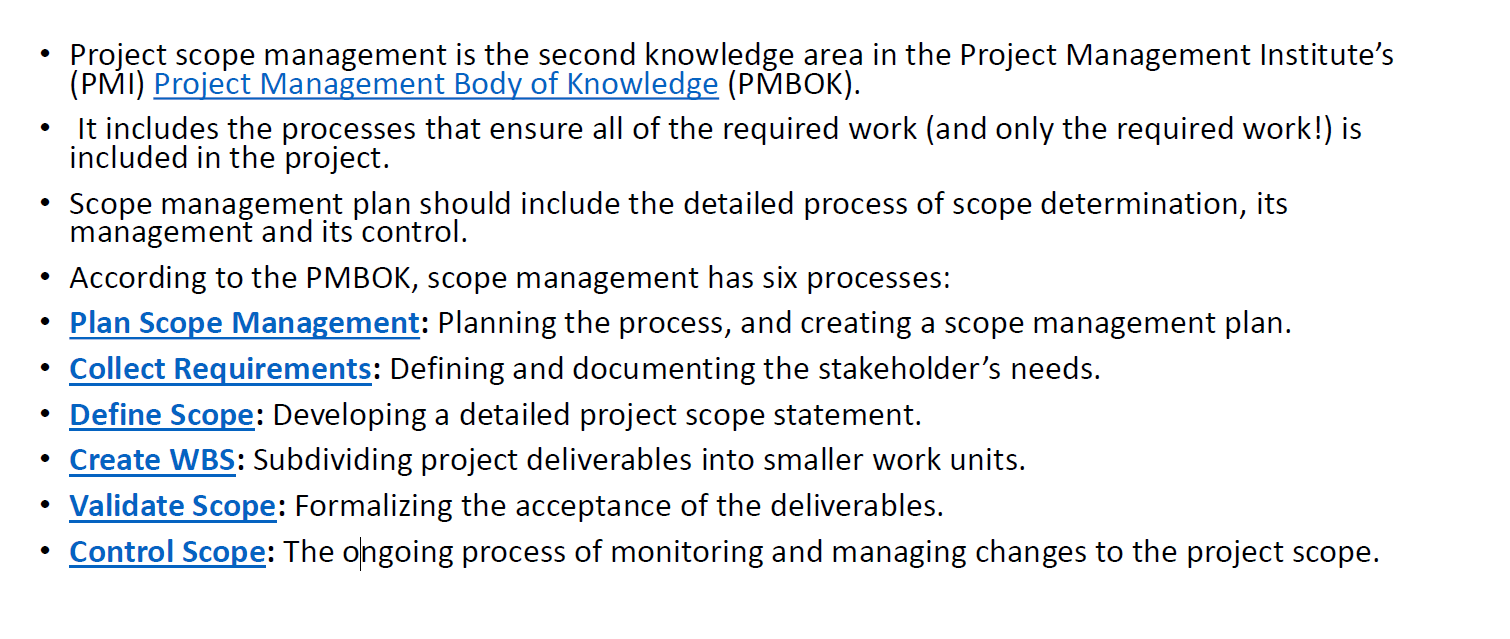 • Project scope management is the second knowledge area in the Project Management Institute’s
(PMI) Project Management Body of Knowledge (PMBOK).
• It includes the processes that ensure all of the required work (and only the required work!) is
included in the project.
• Scope management plan should include the detailed process of scope determination, its
management and its control.
• According to the PMBOK, scope management has six processes:
• Plan Scope Management: Planning the process, and creating a scope management plan.
• Collect Requirements: Defining and documenting the stakeholder’s needs.
• Define Scope: Developing a detailed project scope statement.
• Create WBS: Subdividing project deliverables into smaller work units.
• Validate Scope: Formalizing the acceptance of the deliverables.
• Control Scope: The ongoing process of monitoring and managing changes to the project scope.